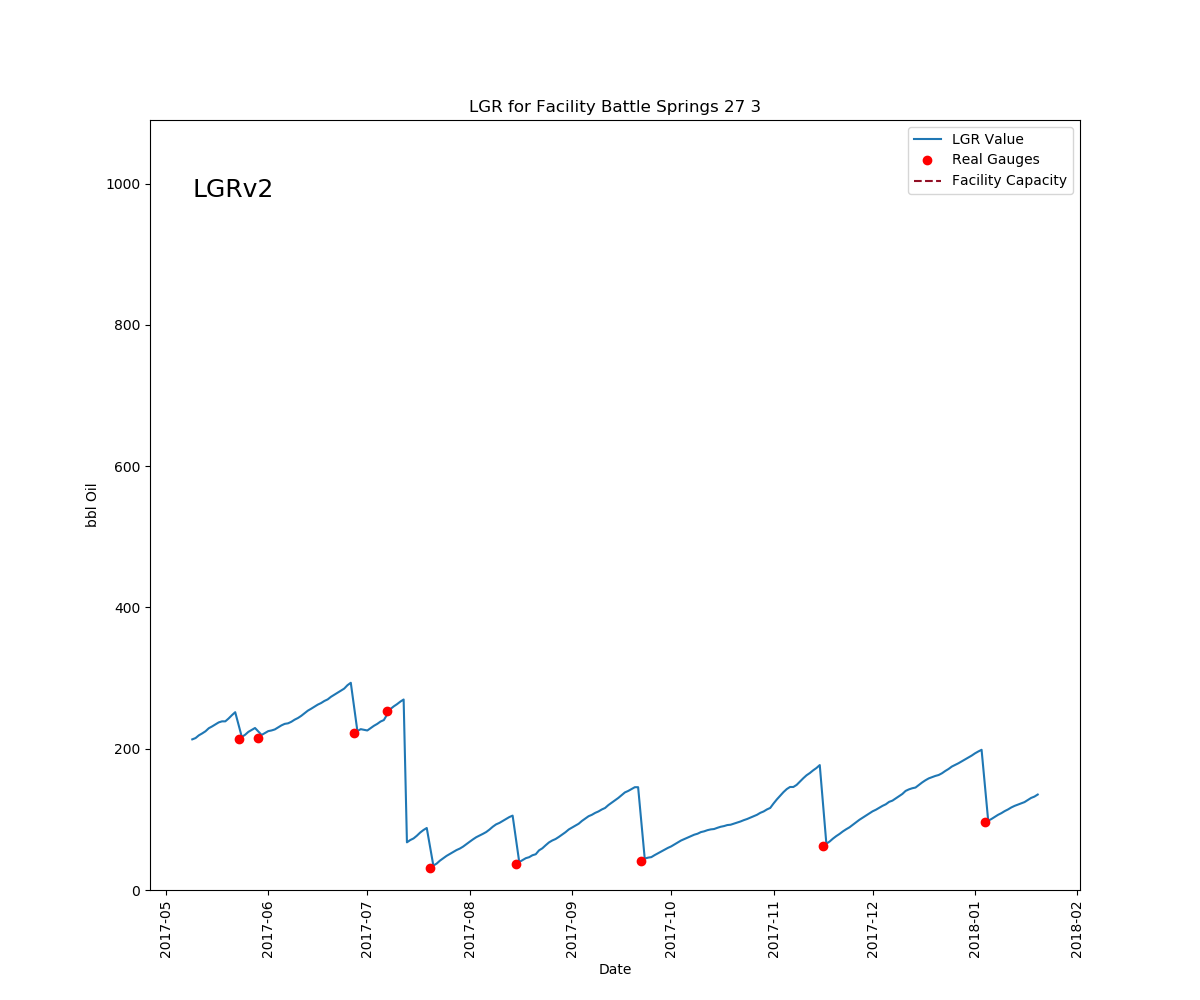 LGR for Facility Battle Springs 27 3
LGRv2
LGR Value
Real Gauges
Facility Capacity
bbl Oil
1000
800
600
400
200
0
2017-05
2017-06
2017-07
2017-08
2017-09
2017-10
2017-11
2017-12
2018-01
2018-02
Date